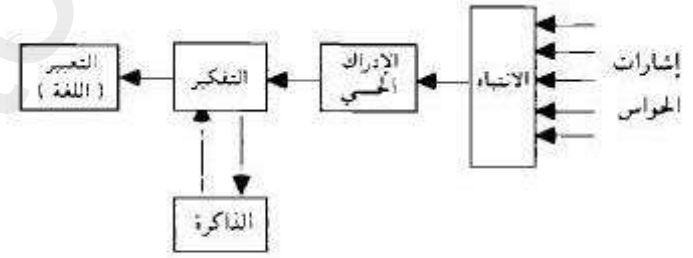 إشارات
الحواس
الانتباه
الإدراك
الحسي
التفكير
التعبير
( اللغة )
الذاكرة